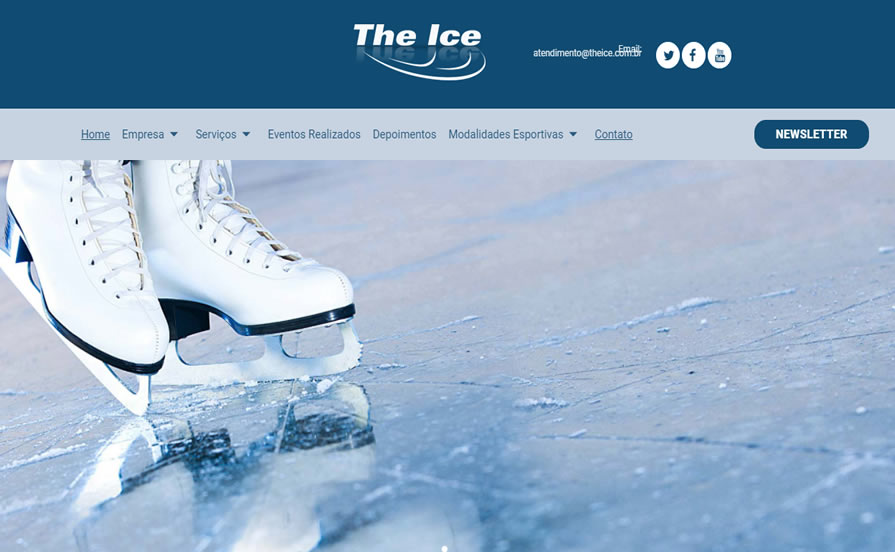 The Ice
Email:
atendimento@theice.com.br
You
Tube
Home Empresa Serviços Eventos Realizados Depoimentos Modalidades Esportivas Contato
NEWSLETTER